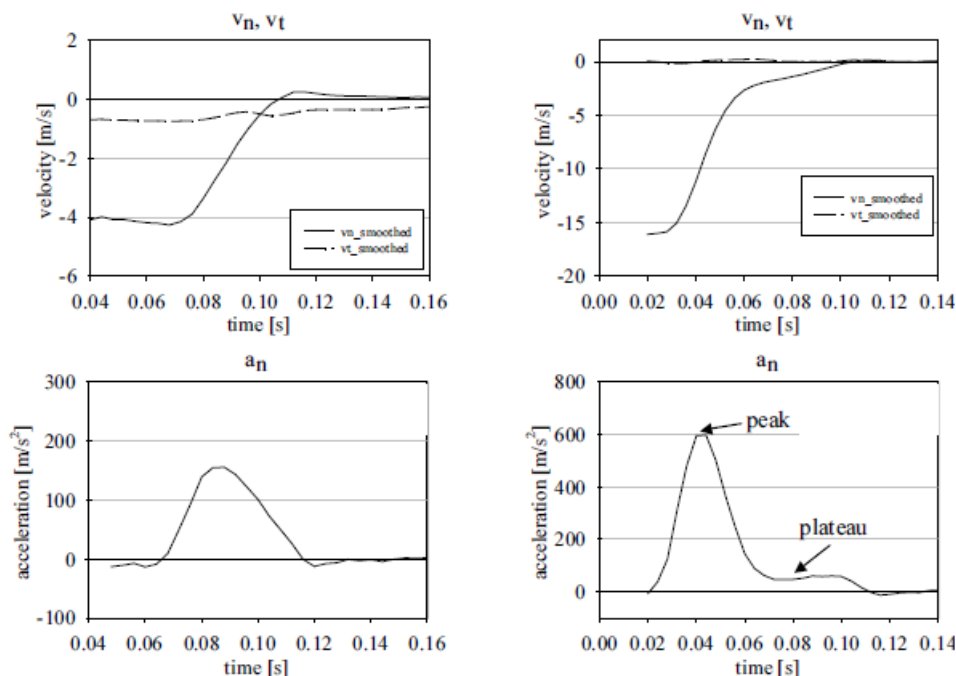 vn, vt
velocity [m/s]
2
0
-2
-4
-6
vn_smoothed
vt_smoothed
0.04 0.06 0.08 0.10 0.12 0.14 0.16
time [s]
vn, vt
velocity [m/s]
0
-5
-10
-15
-20
vn_smoothed
vt_smoothed
0.00 0.02 0.04 0.06 0.08 0.10 0.12 0.14
time [s]
an
acceleration [m/s²]
300
200
100
0
-100
0.04 0.06 0.08 0.10 0.12 0.14 0.16
time [s]
an
acceleration [m/s²]
800
600
400
200
0
peak
plateau
0.00 0.02 0.04 0.06 0.08 0.10 0.12 0.14
time [s]